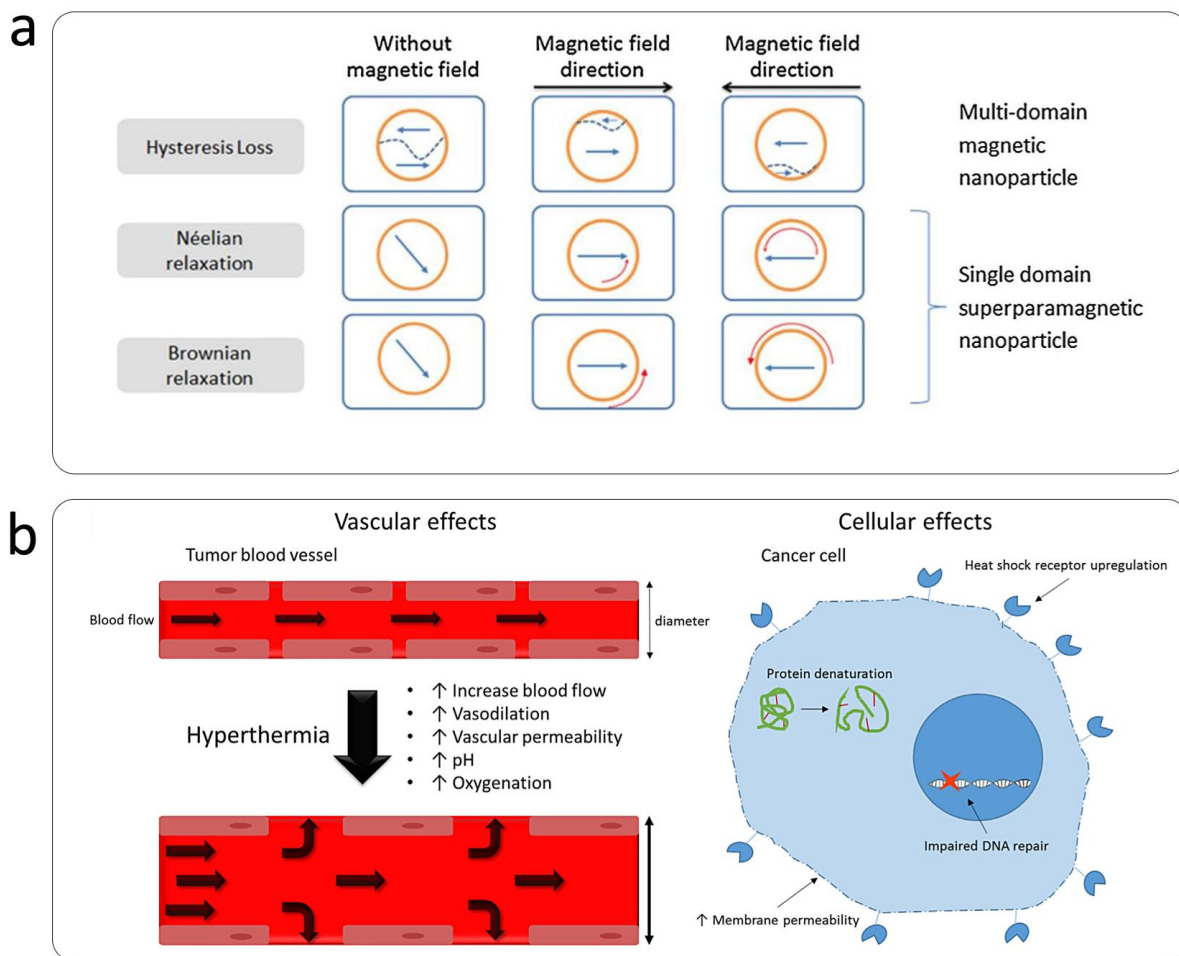 a
Without
magnetic field
Magnetic field
direction
Magnetic field
direction
Hysteresis Loss
Multi-domain
magnetic
nanoparticle
Néelian
relaxation
Single domain
superparamagnetic
nanoparticle
Brownian
relaxation
b
Vascular effects
Tumor blood vessel
Blood flow
diameter
Hyperthermia
• ↑ Increase blood flow
• ↑ Vasodilation
• ↑ Vascular permeability
• ↑ pH
• ↑ Oxygenation
Cellular effects
Cancer cell
Heat shock receptor upregulation
Protein denaturation
Impaired DNA repair
↑ Membrane permeability